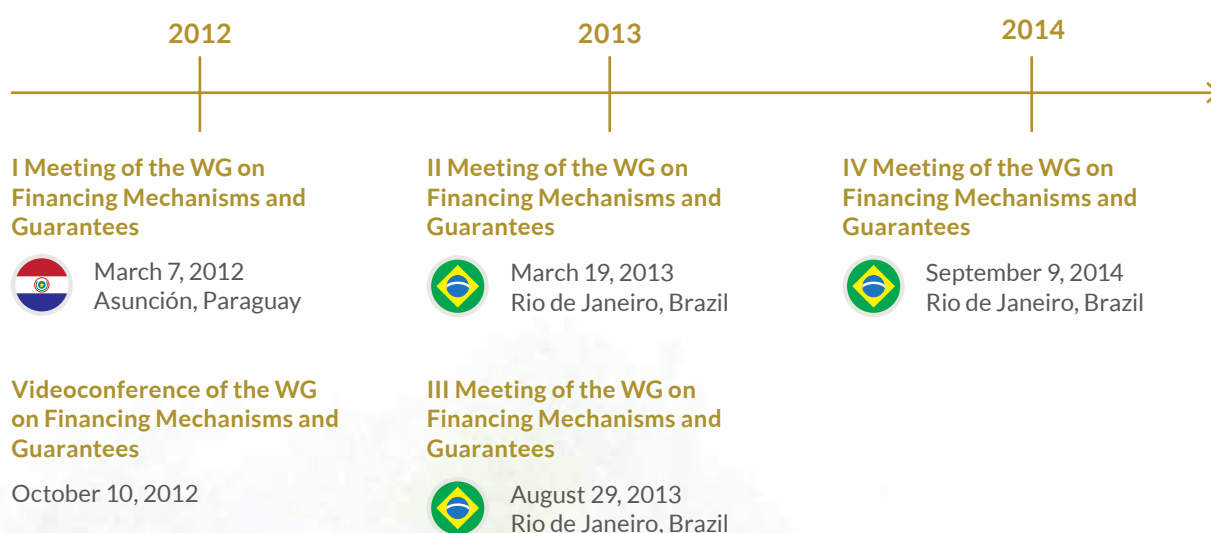 2012
2013
2014
I Meeting of the WG on
Financing Mechanisms and
Guarantees
March 7, 2012
Asunción, Paraguay
Videoconference of the WG
on Financing Mechanisms and
Guarantees
October 10, 2012
II Meeting of the WG on
Financing Mechanisms and
Guarantees
March 19, 2013
Rio de Janeiro, Brazil
III Meeting of the WG on
Financing Mechanisms and
Guarantees
August 29, 2013
Rio de Janeiro, Brazil
IV Meeting of the WG on
Financing Mechanisms and
Guarantees
September 9, 2014
Rio de Janeiro, Brazil